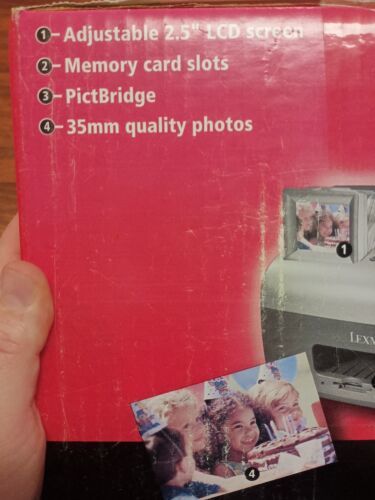 1 - Adjustable 2.5" LCD screen
2 - Memory card slots
3 - PictBridge
4 - 35mm quality photos
1
LEXM
4